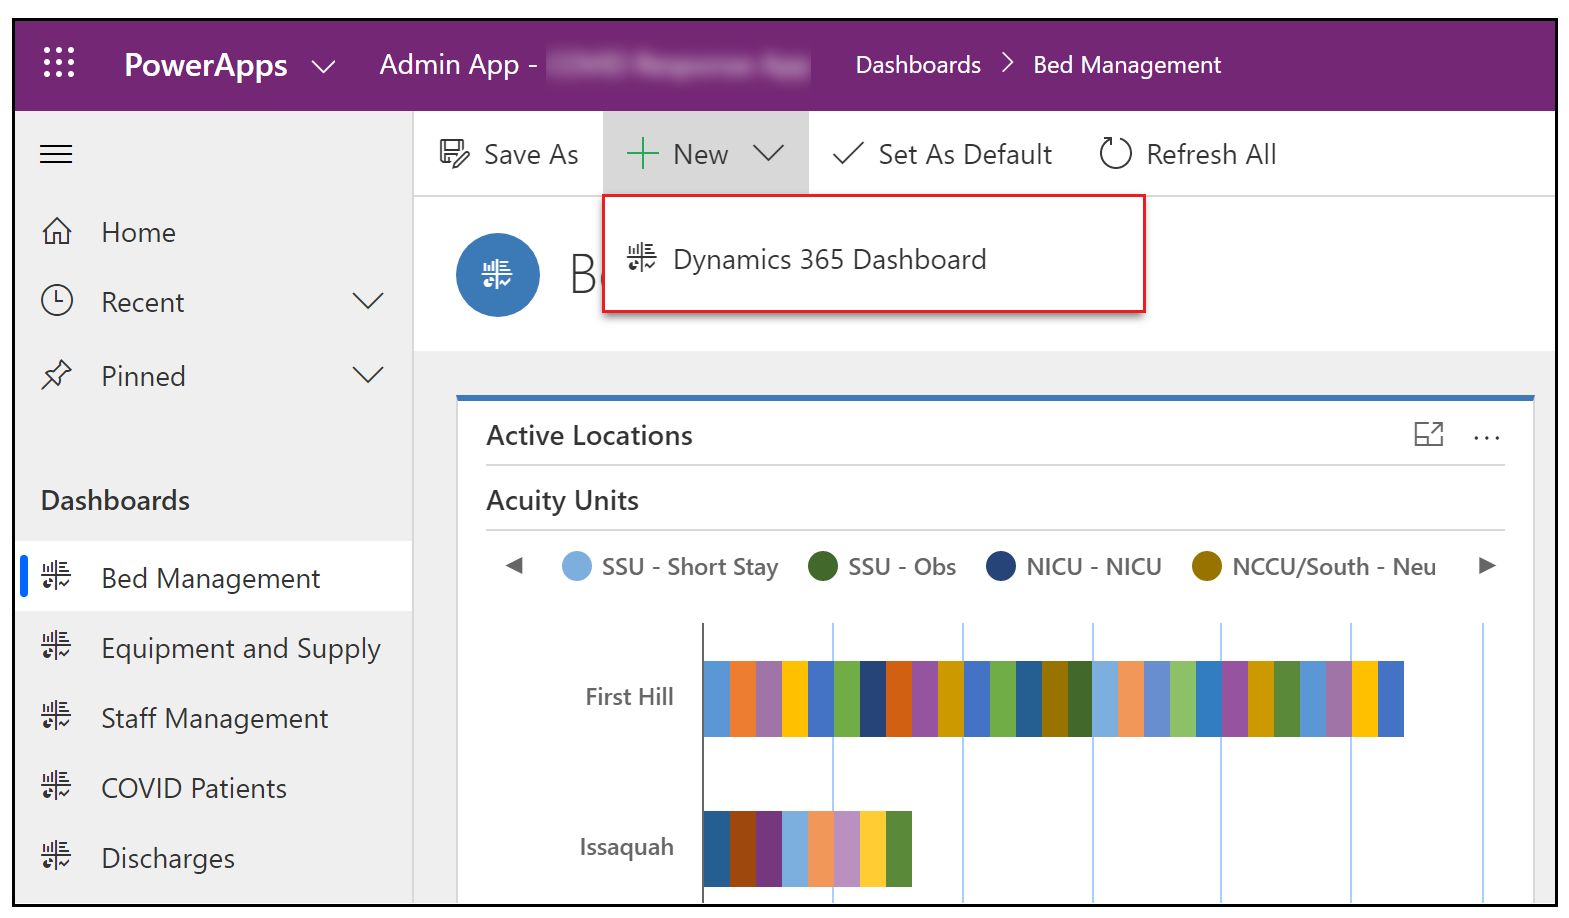 PowerApps
Admin App -
Dashboards > Bed Management
Save As
New
Set As Default
Refresh All
Home
Recent
Pinned
Dynamics 365 Dashboard
Active Locations
...
Acuity Units
SSU - Short Stay
SSU - Obs
NICU - NICU
NCCU/South - Neu
First Hill
Issaquah
Dashboards
Bed Management
Equipment and Supply
Staff Management
COVID Patients
Discharges